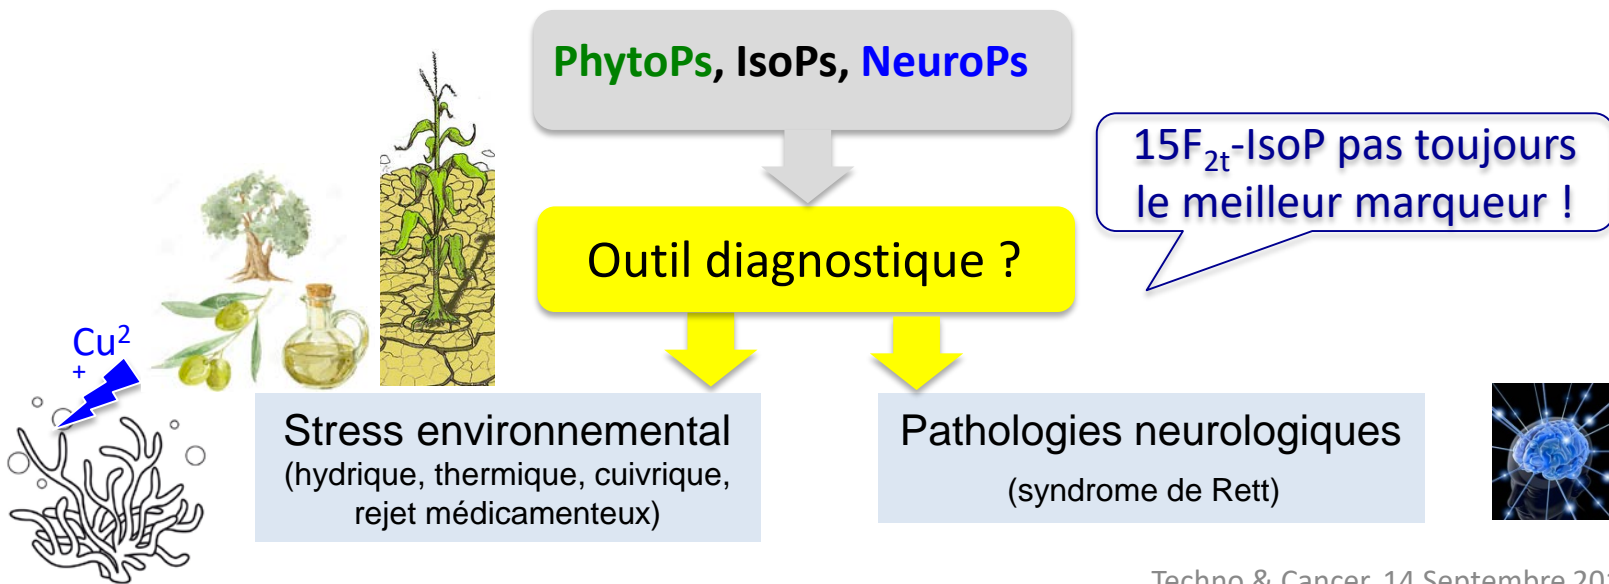 PhytoPs, IsoPs, NeuroPs
15F2t-IsoP pas toujours
le meilleur marqueur !
Outil diagnostique ?
Cu2
+
Stress environnemental
(hydrique, thermique, cuivrique,
rejet médicamenteux)
Pathologies neurologiques
(syndrome de Rett)
Techno & Cancer, 14 Septembre